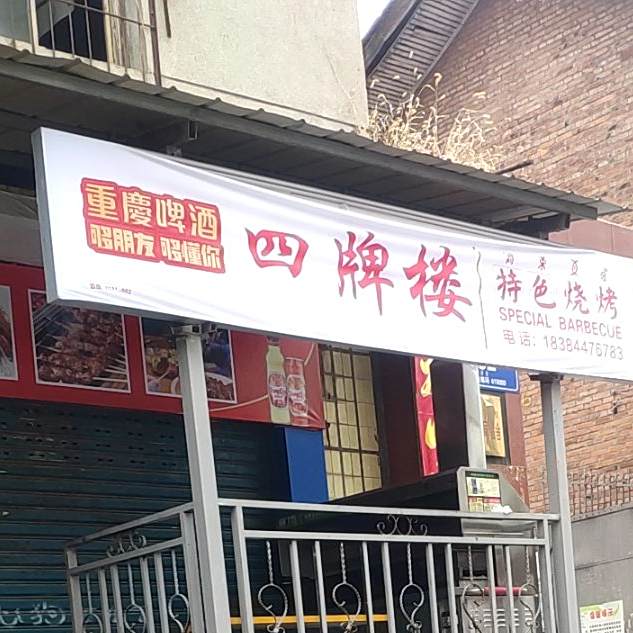 重慶啤酒
够朋友 够懂你
四牌楼
特色烧烤
SPECIAL BARBECUE
电话：18384476783